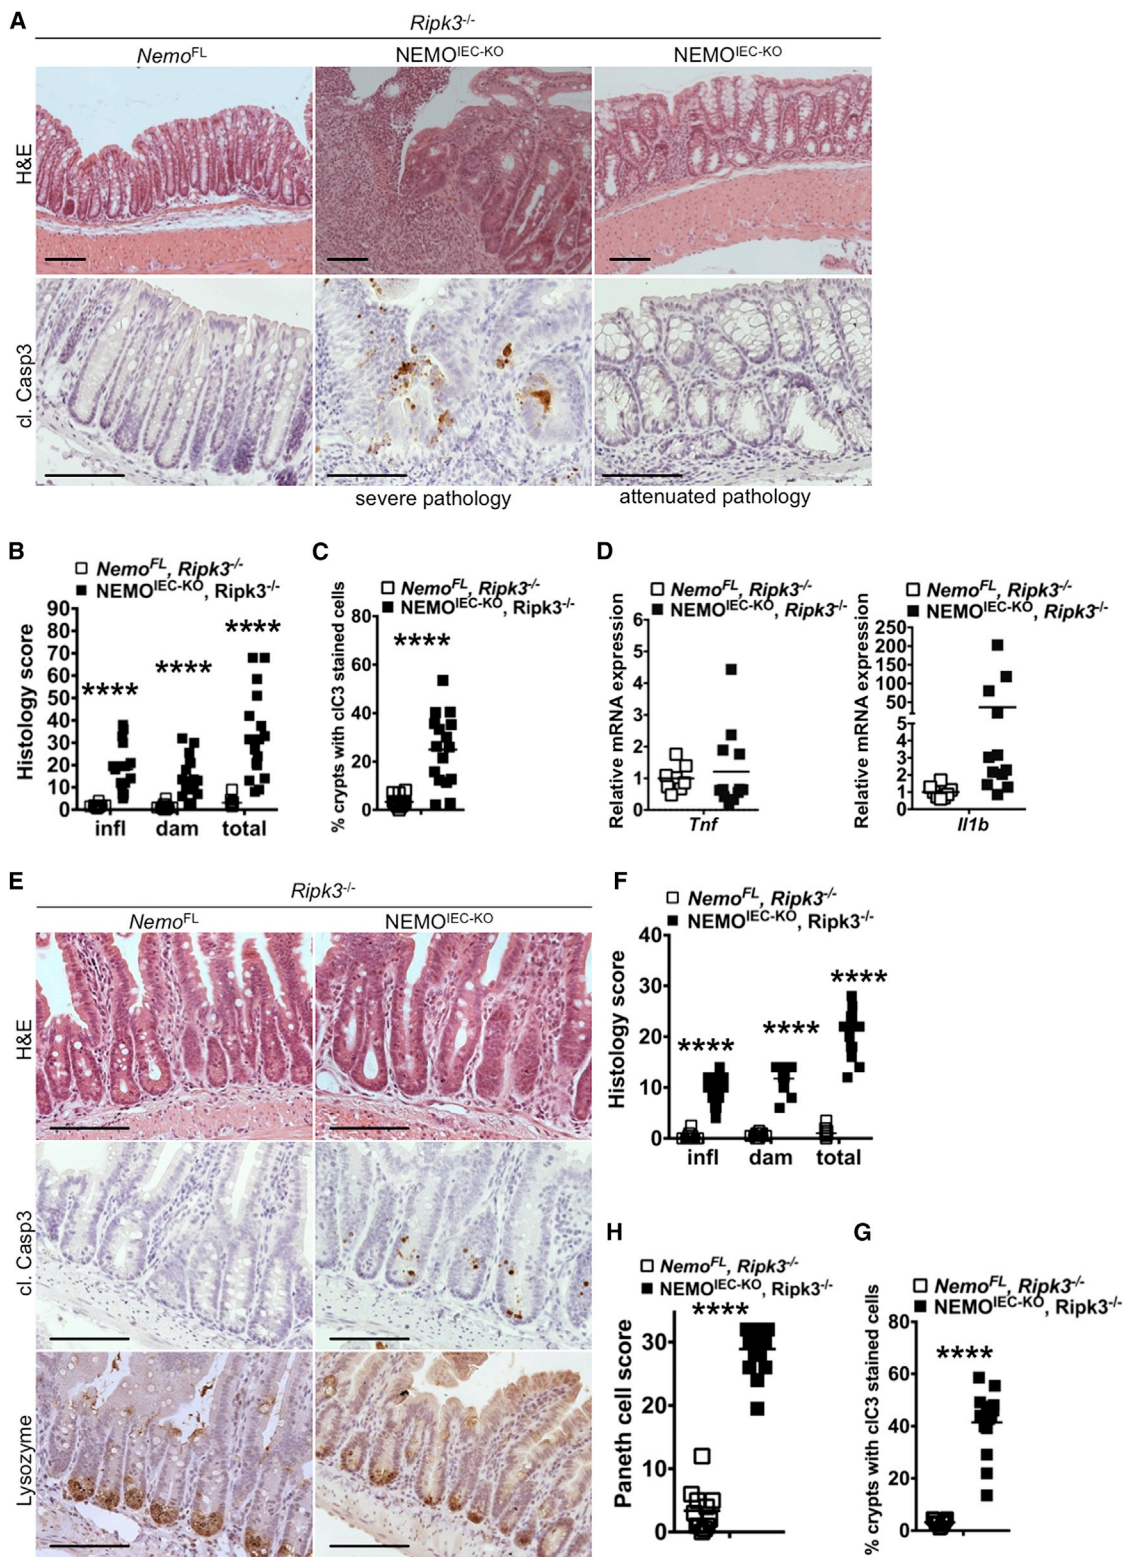 A
Ripk3-/-
NemoFL
NEMOIEC-KO
NEMOIEC-KO
H&E
cl. Casp3
severe pathology
attenuated pathology
B
NemoFL, Ripk3-/-
NEMOIEC-KO, Ripk3-/-
Histology score
90
80
70
60
50
40
30
20
10
0
****
****
****
infl
dam
total
C
NemoFL, Ripk3-/-
NEMOIEC-KO, Ripk3-/-
% crypts with clC3 stained cells
80
60
40
20
0
****
D
NemoFL, Ripk3-/-
NEMOIEC-KO, Ripk3-/-
Relative mRNA expression
6
5
4
3
2
1
0
Tnf
NemoFL, Ripk3-/-
NEMOIEC-KO, Ripk3-/-
Relative mRNA expression
250
200
150
100
50
5
4
3
2
1
0
Il1b
E
Ripk3-/-
NemoFL
NEMOIEC-KO
H&E
cl. Casp3
Lysozyme
F
NemoFL, Ripk3-/-
NEMOIEC-KO, Ripk3-/-
Histology score
40
30
20
10
0
****
****
****
infl
dam
total
H
NemoFL, Ripk3-/-
NEMOIEC-KO, Ripk3-/-
Paneth cell score
30
20
10
0
****
G
NemoFL, Ripk3-/-
NEMOIEC-KO, Ripk3-/-
% crypts with clC3 stained cells
80
60
40
20
0
****